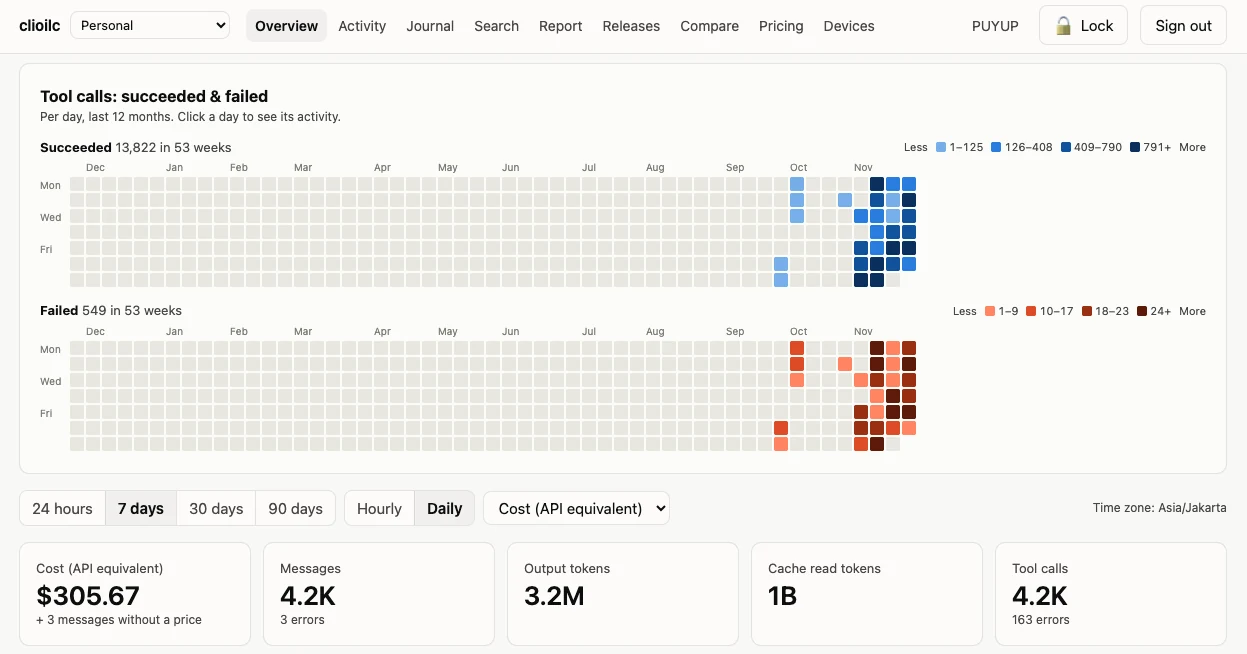 clioilc Personal Overview Activity Journal Search Report Releases Compare Pricing Devices PUYUP 🔒 Lock Sign out
Tool calls: succeeded & failed
Per day, last 12 months. Click a day to see its activity.
Succeeded 13,822 in 53 weeks Less 1–125 126–408 409–790 791+ More
Dec Jan Feb Mar Apr May Jun Jul Aug Sep Oct Nov
Mon
Wed
Fri
Failed 549 in 53 weeks Less 1–9 10–17 18–23 24+ More
Dec Jan Feb Mar Apr May Jun Jul Aug Sep Oct Nov
Mon
Wed
Fri
24 hours 7 days 30 days 90 days Hourly Daily Cost (API equivalent) Time zone: Asia/Jakarta
Cost (API equivalent) Messages Output tokens Cache read tokens Tool calls
$305.67 4.2K 3.2M 1B 4.2K
+ 3 messages without a price 3 errors 163 errors